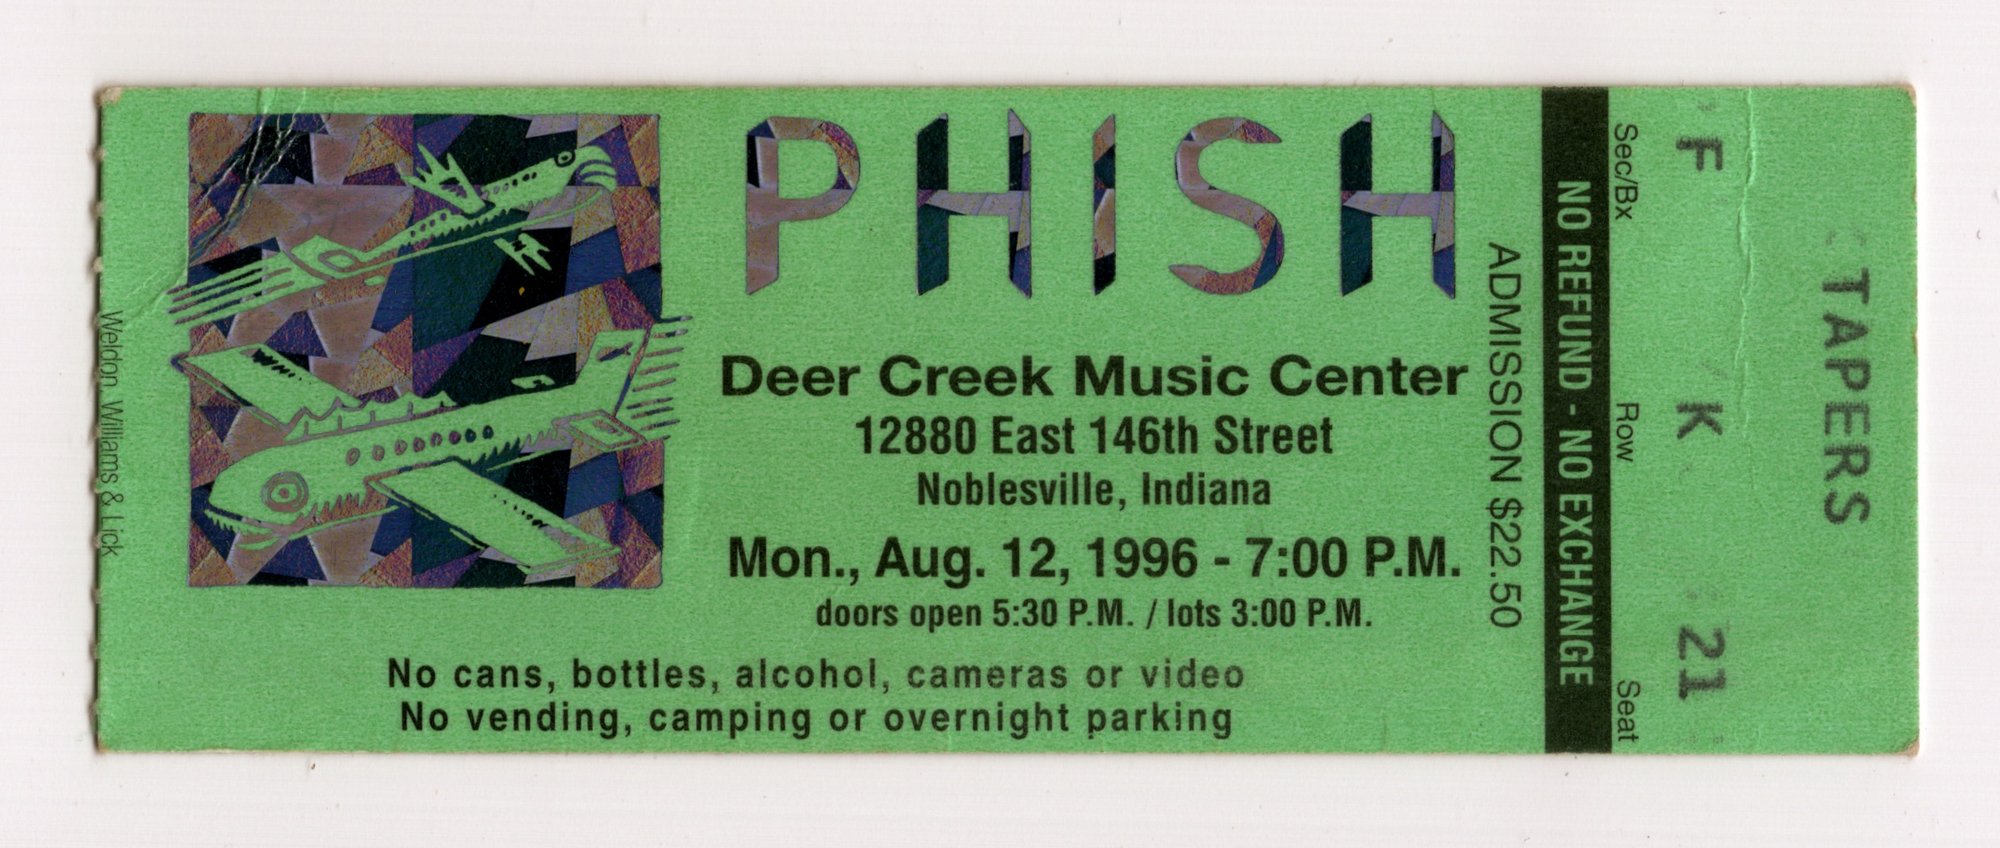 PHISH
Deer Creek Music Center
12880 East 146th Street
Noblesville, Indiana
Mon., Aug. 12, 1996 - 7:00 P.M.
doors open 5:30 P.M. / lots 3:00 P.M.
No cans, bottles, alcohol, cameras or video
No vending, camping or overnight parking
Weldon, Williams & Lick
ADMISSION $22.50
NO REFUND - NO EXCHANGE
Sec/Bx Row Seat
F K 21
TAPERS